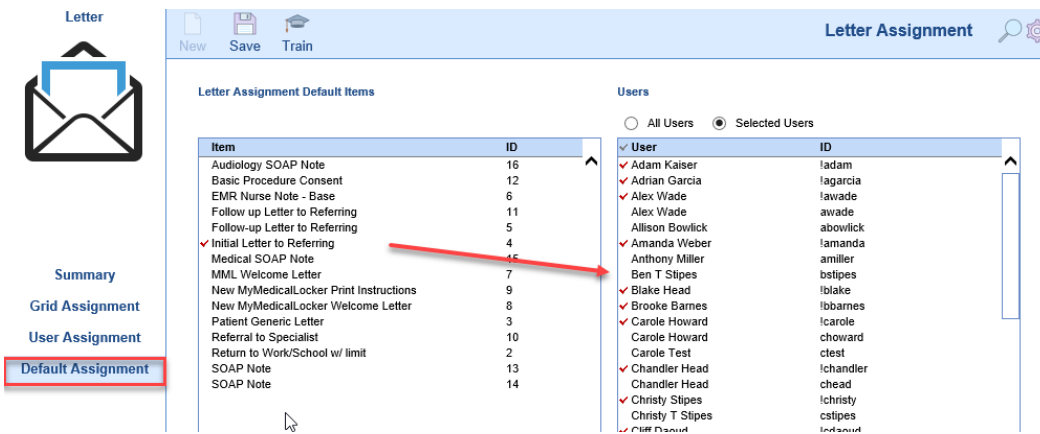 Letter
New Save Train
Letter Assignment
Summary
Grid Assignment
User Assignment
Default Assignment
Letter Assignment Default Items
Item ID
Audiology SOAP Note 16
Basic Procedure Consent 12
EMR Nurse Note - Base 6
Follow up Letter to Referring 11
Follow-up Letter to Referring 5
Initial Letter to Referring 4
Medical SOAP Note 15
MML Welcome Letter 7
New MyMedicalLocker Print Instructions 9
New MyMedicalLocker Welcome Letter 8
Patient Generic Letter 3
Referral to Specialist 10
Return to Work/School w/ limit 2
SOAP Note 13
SOAP Note 14
Users
All Users Selected Users
User ID
Adam Kaiser !adam
Adrian Garcia !agarcia
Alex Wade !awade
Alex Wade awade
Allison Bowlick abowlick
Amanda Weber !amanda
Anthony Miller amiller
Ben T Stipes bstipes
Blake Head !blake
Brooke Barnes !bbarnes
Carole Howard !carole
Carole Howard choward
Carole Test ctest
Chandler Head !chandler
Chandler Head chead
Christy Stipes !christy
Christy T Stipes cstipes
Cliff Daoud !cdaoud